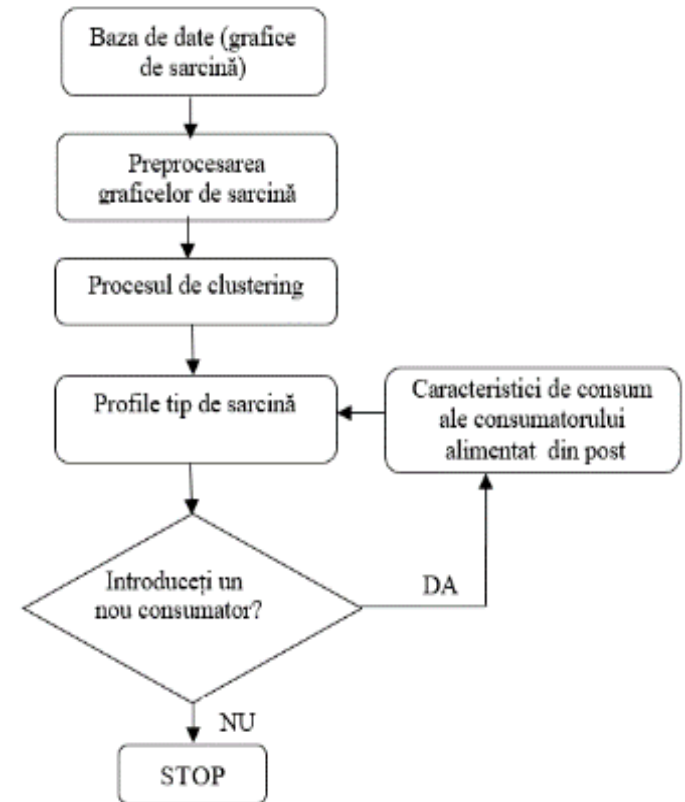 Baza de date (grafice
de sarcină)
Preprocesarea
graficelor de sarcină
Procesul de clustering
Profile tip de sarcină
Caracteristici de consum
ale consumatorului
alimentat din post
Introduceți un
nou consumator?
DA
NU
STOP